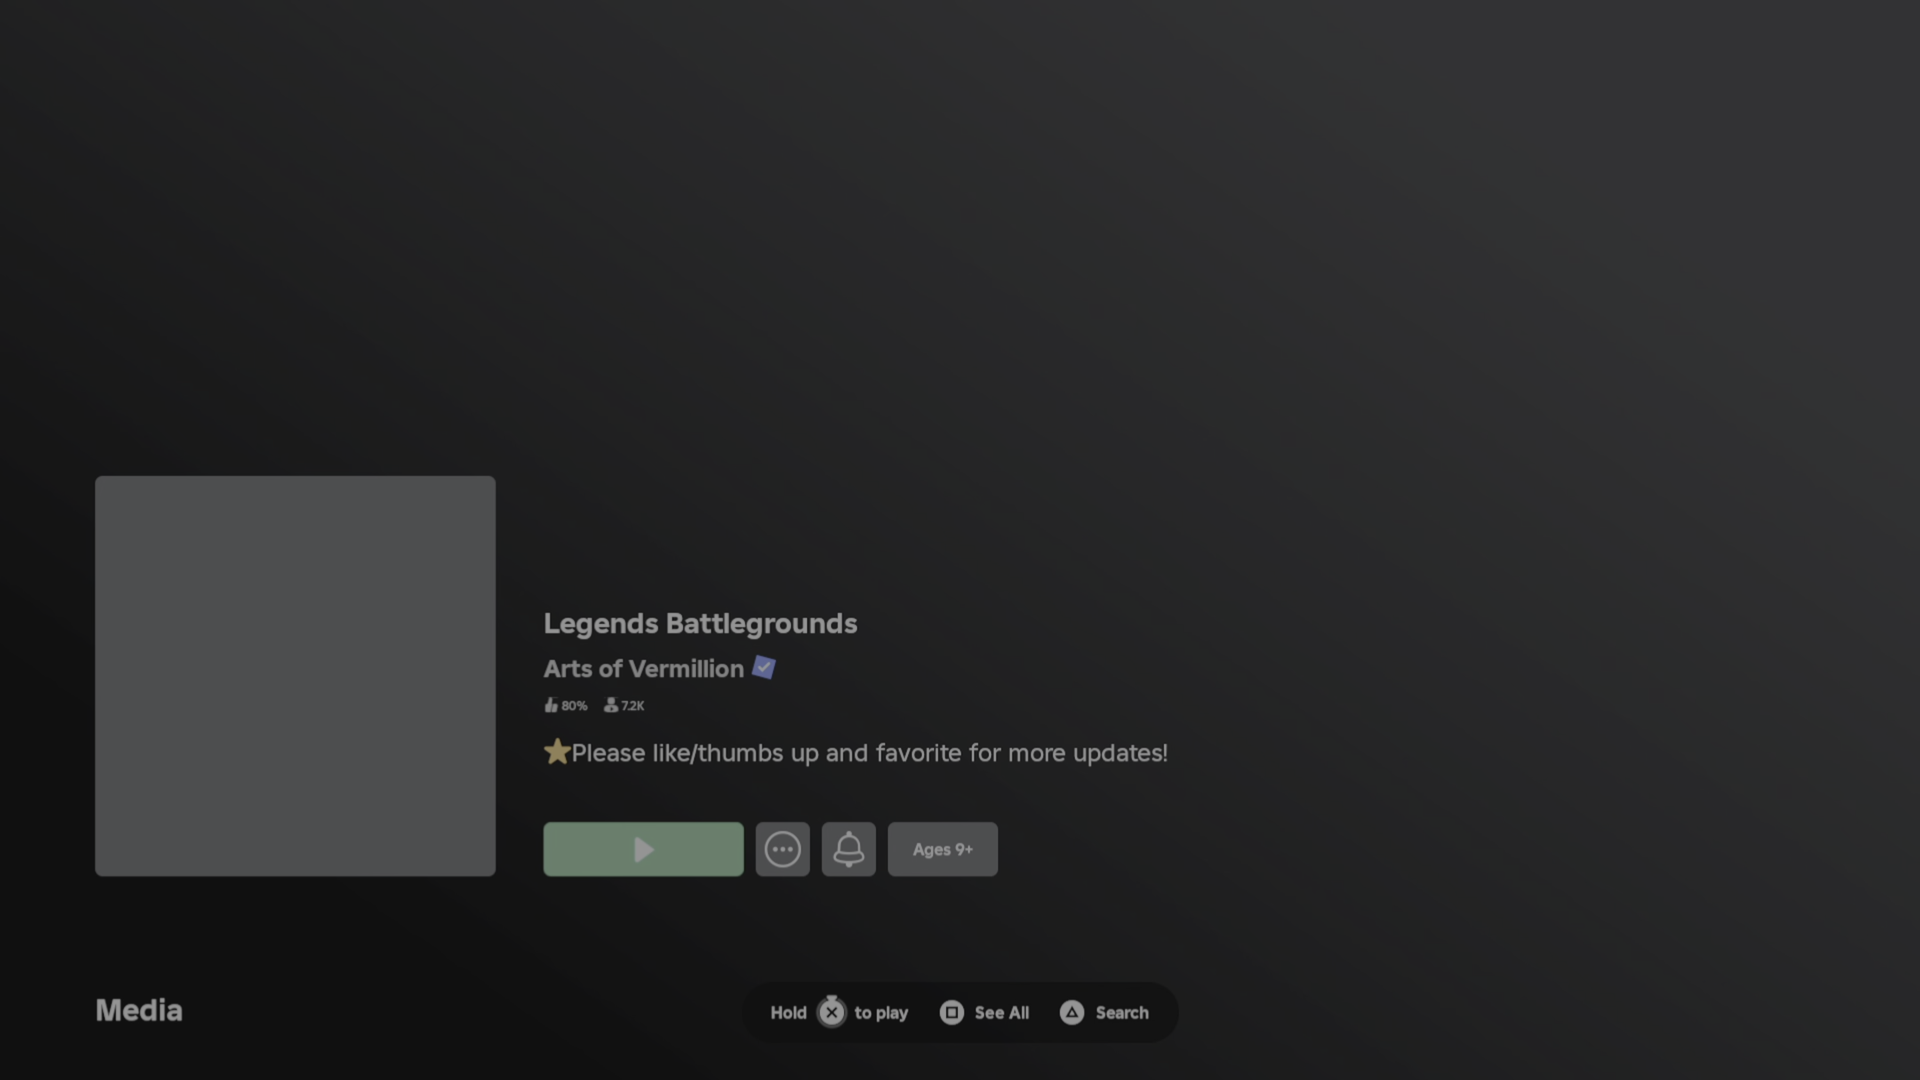 Legends Battlegrounds
Arts of Vermillion
80% 7.2K
Please like/thumbs up and favorite for more updates!
Ages 9+
Media
Hold to play See All Search